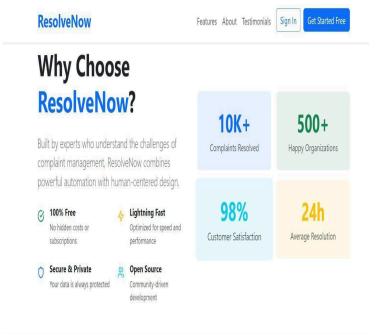 ResolveNow
Features About Testimonials Sign In Get Started Free
Why Choose
ResolveNow?
Built by experts who understand the challenges of
complaint management, ResolveNow combines
powerful automation with human-centered design.
100% Free
No hidden costs or
subscriptions
Lightning Fast
Optimized for speed and
performance
Secure & Private
Your data is always protected
Open Source
Community-driven
development
10K+
Complaints Resolved
500+
Happy Organizations
98%
Customer Satisfaction
24h
Average Resolution